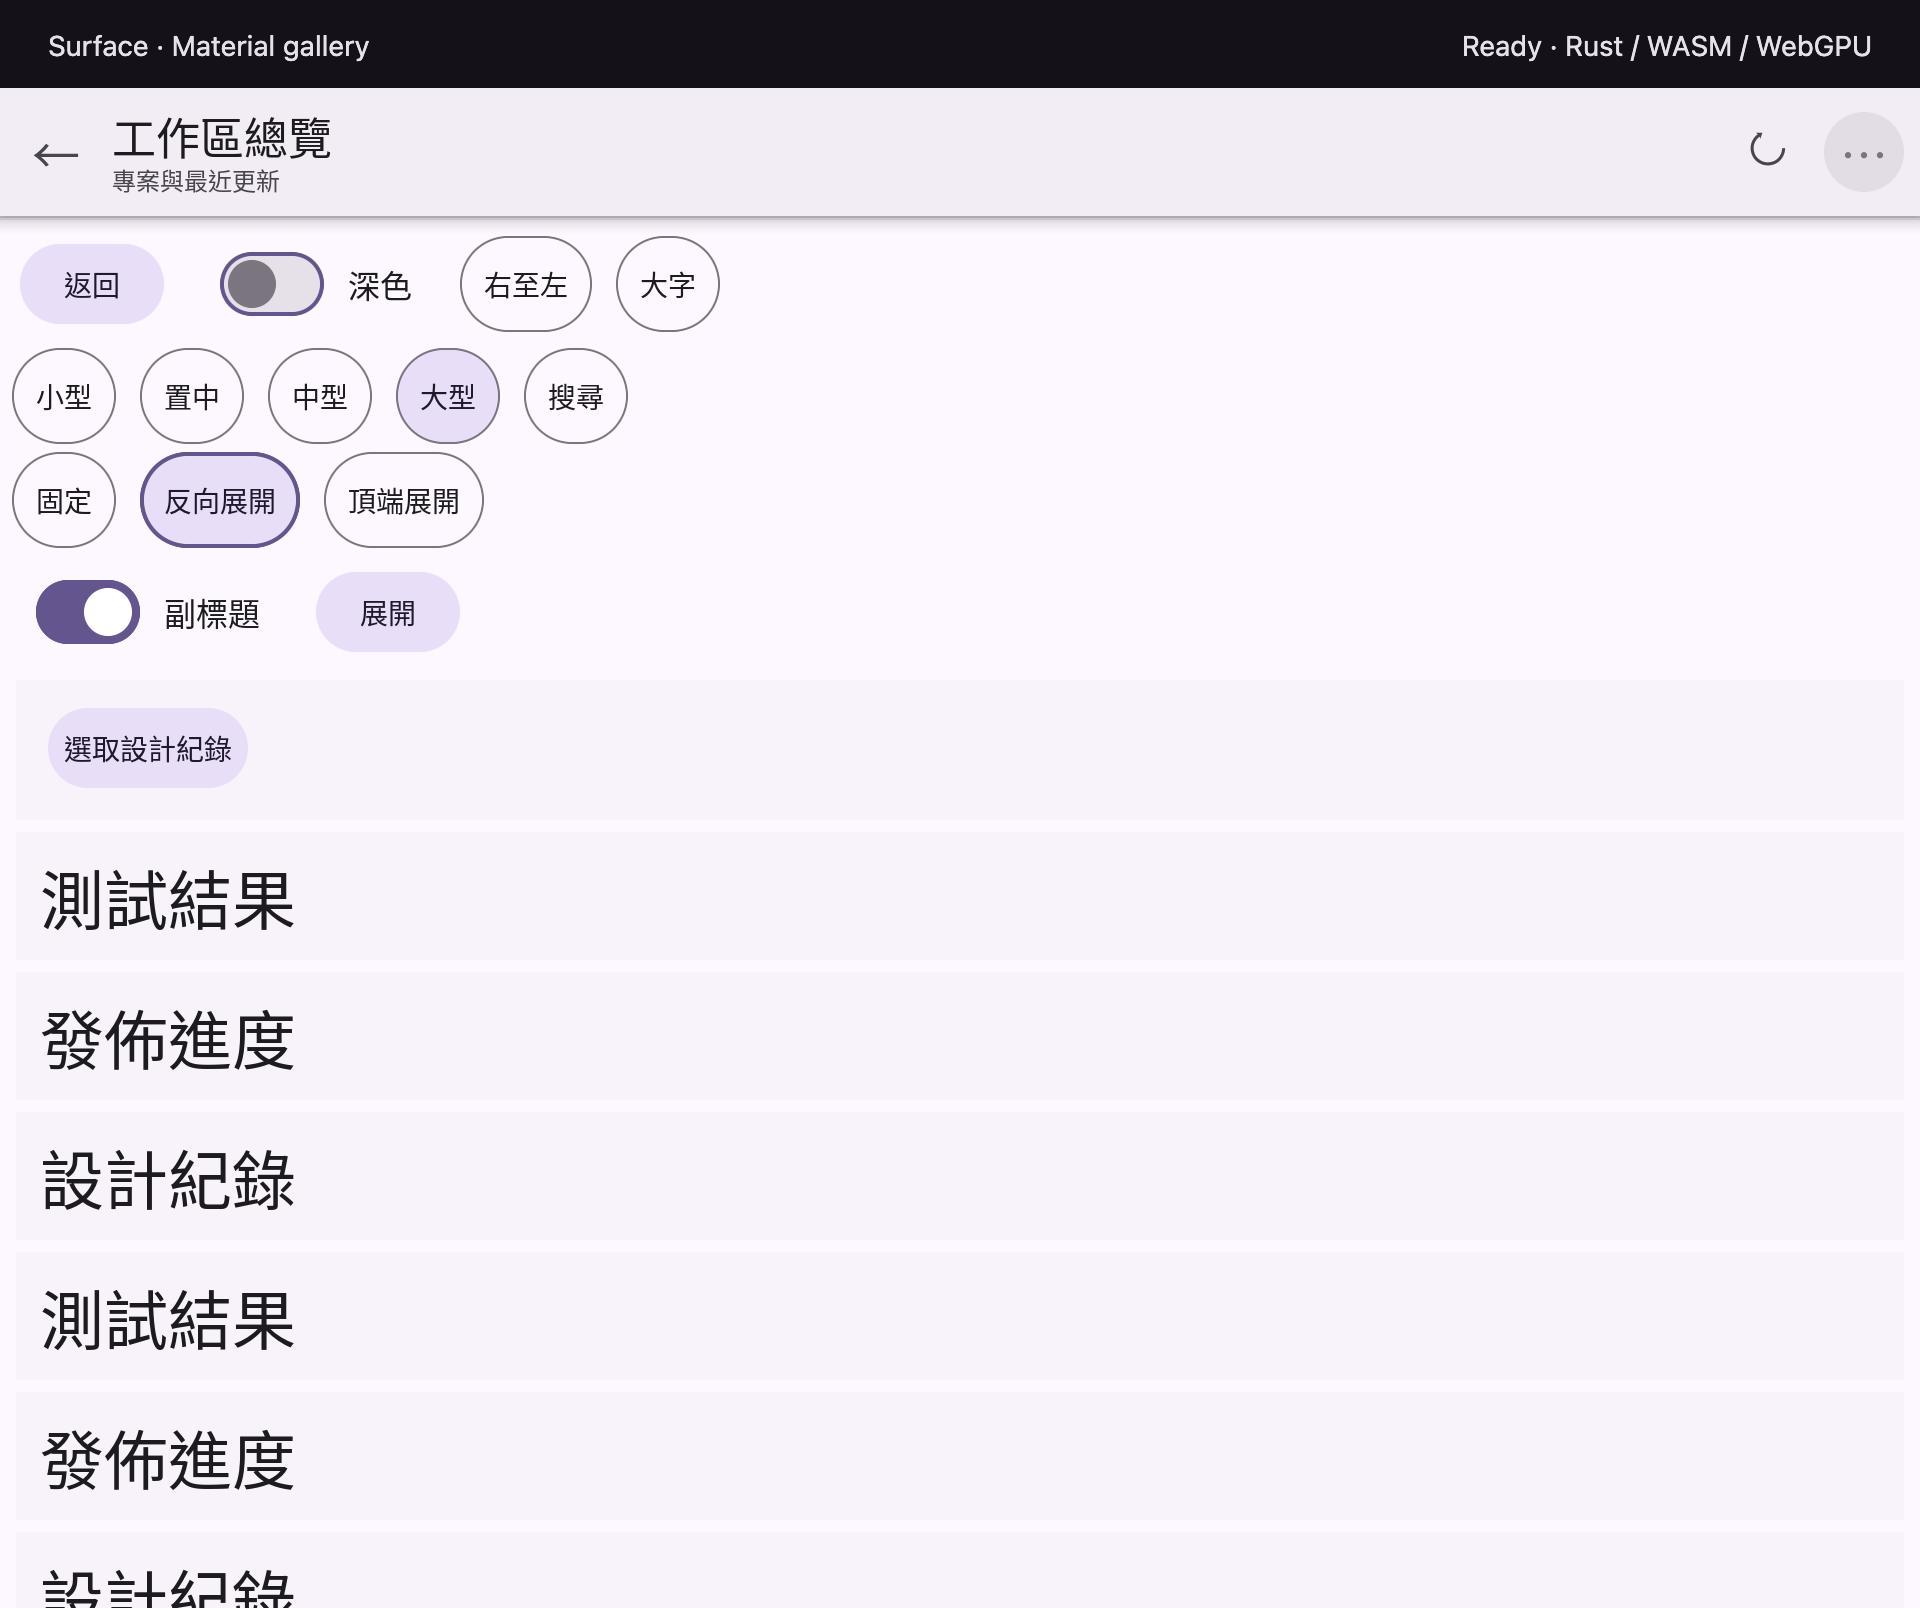 Surface · Material gallery
Ready · Rust / WASM / WebGPU
工作區總覽
專案與最近更新
返回
深色
右至左
大字
小型
置中
中型
大型
搜尋
固定
反向展開
頂端展開
副標題
展開
選取設計紀錄
測試結果
發佈進度
設計紀錄
測試結果
發佈進度
設計紀錄